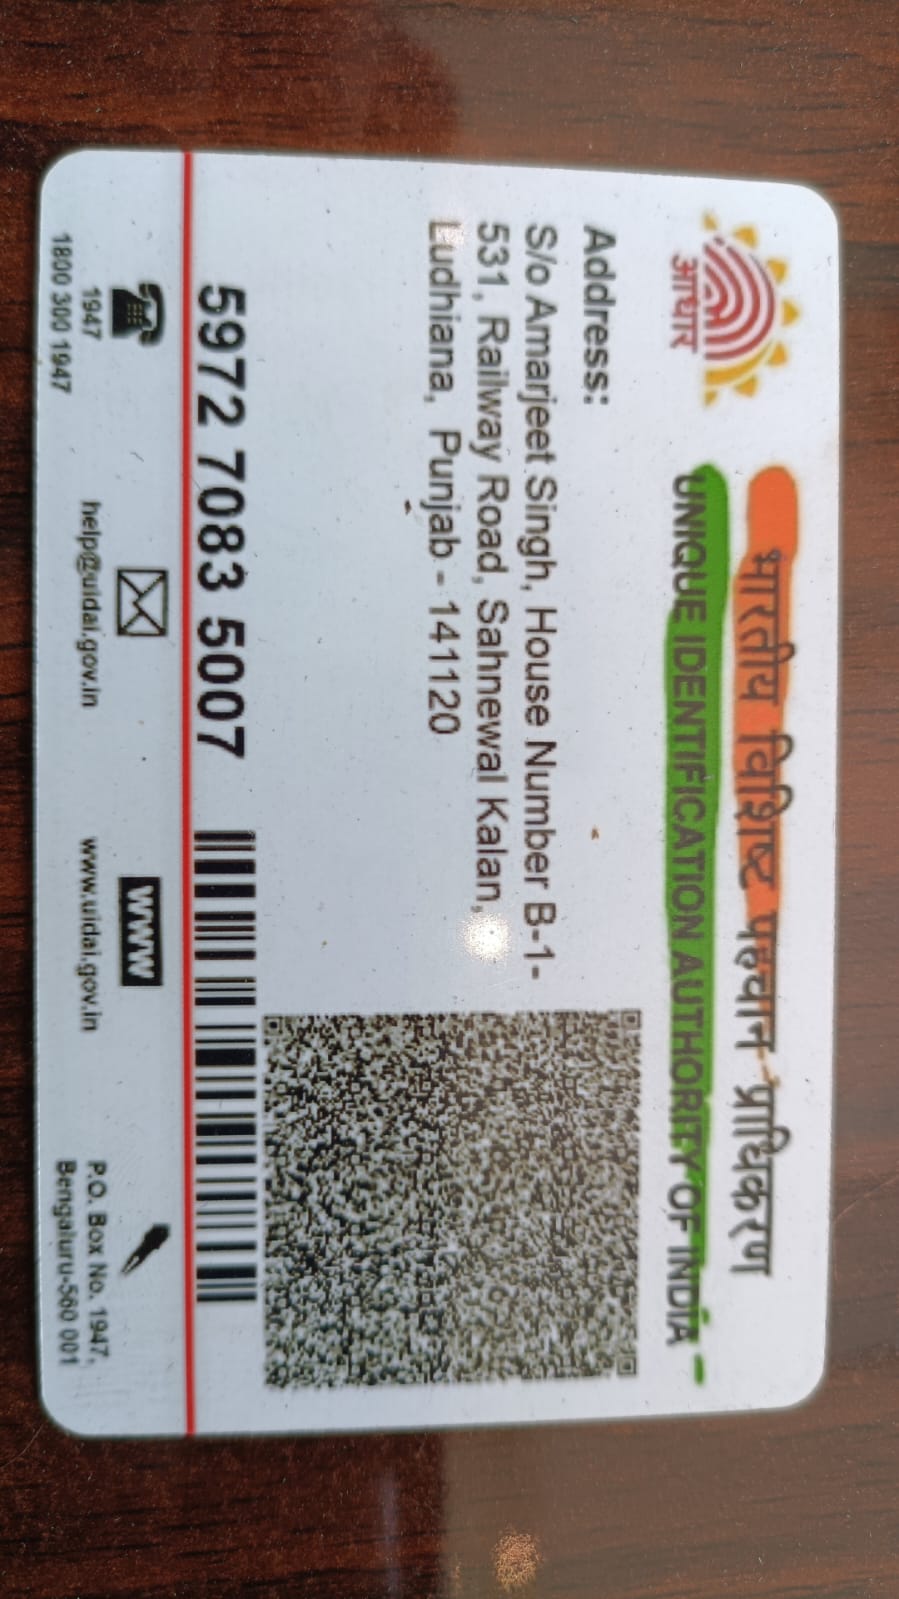 आधार
भारतीय विशिष्ट पहचान प्राधिकरण
UNIQUE IDENTIFICATION AUTHORITY OF INDIA
Address:
S/o Amarjeet Singh, House Number B-1-
531, Railway Road, Sahnewal Kalan,
Ludhiana, Punjab - 141120
5972 7083 5007
1947
1800 300 1947
help@uidai.gov.in
www
www.uidai.gov.in
P.O. Box No. 1947,
Bengaluru-560 001